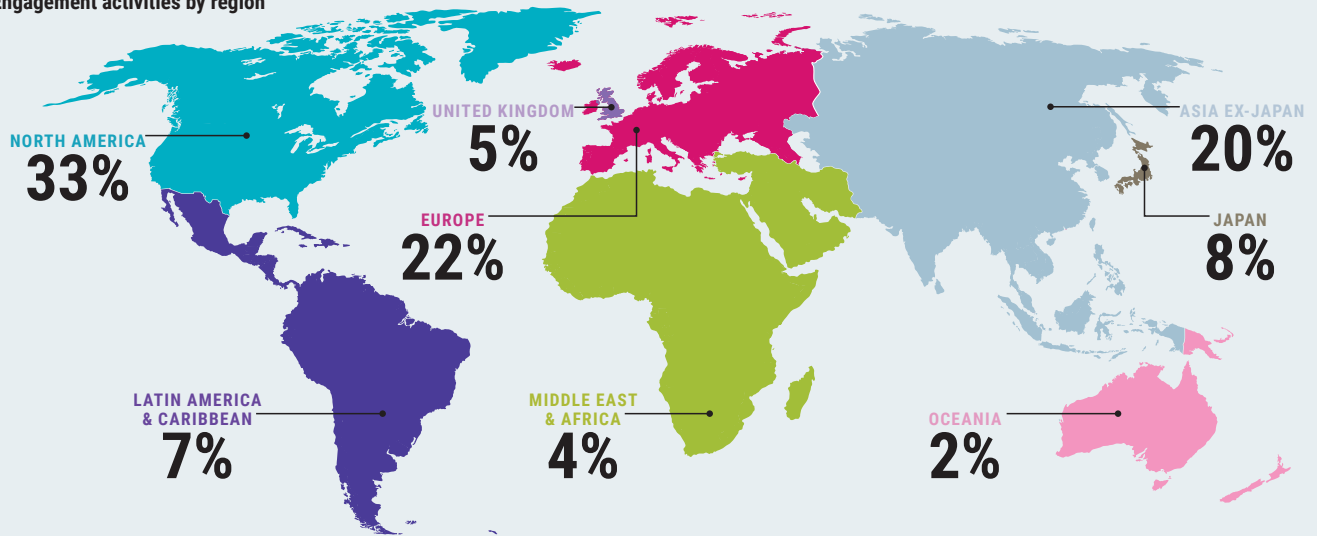 Engagement activities by region
NORTH AMERICA
33%
UNITED KINGDOM
5%
EUROPE
22%
ASIA EX-JAPAN
20%
JAPAN
8%
LATIN AMERICA
& CARIBBEAN
7%
MIDDLE EAST
& AFRICA
4%
OCEANIA
2%